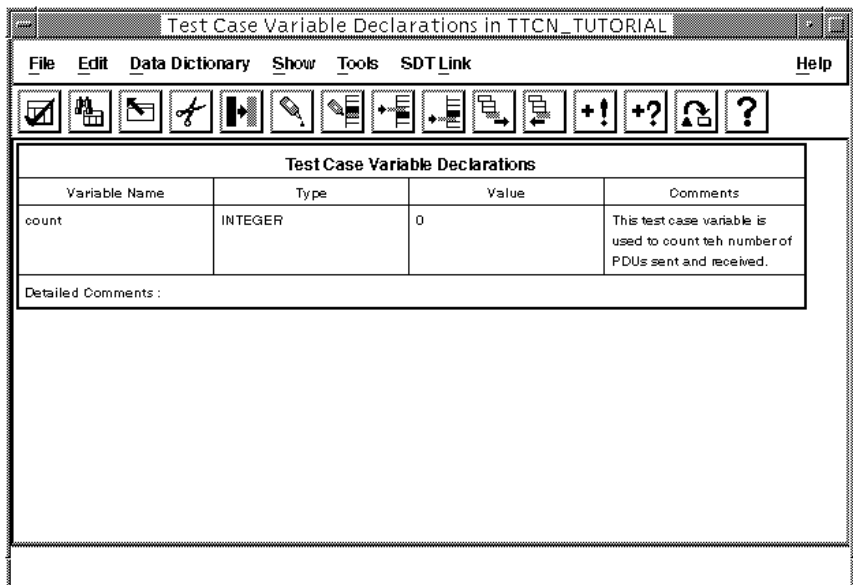 Test Case Variable Declarations in TTCN_TUTORIAL
File Edit Data Dictionary Show Tools SDT Link Help
+! +? ?
Test Case Variable Declarations
Variable Name Type Value Comments
count INTEGER 0 This test case variable is
used to count teh number of
PDUs sent and received.
Detailed Comments :